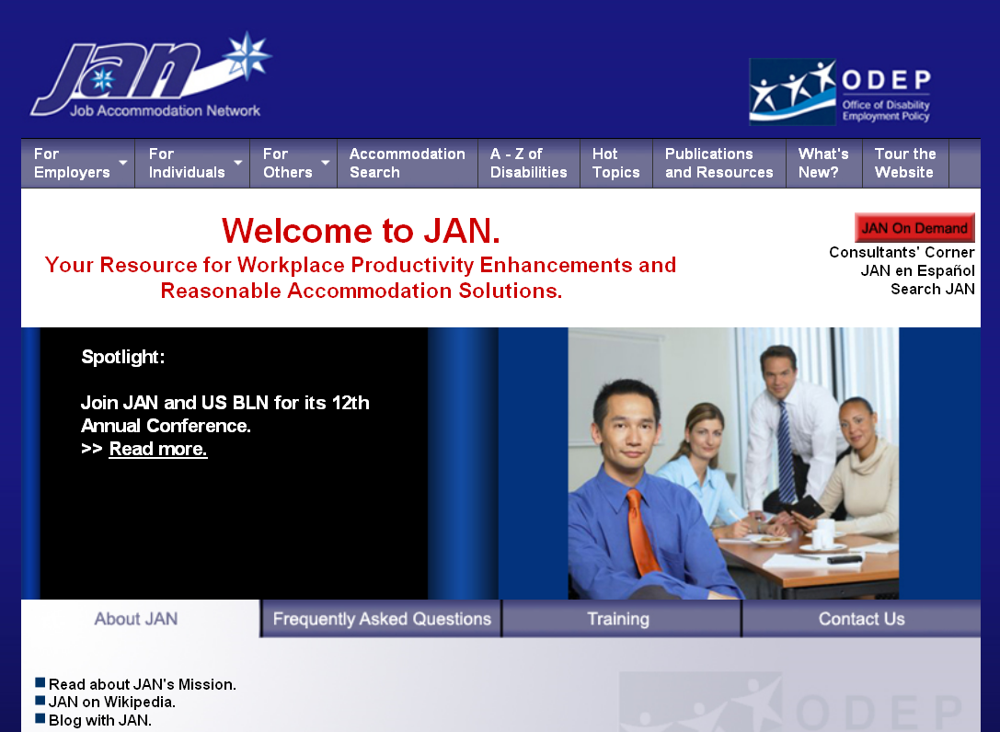 jan
Job Accommodation Network
ODEP
Office of Disability
Employment Policy
For
Employers
For
Individuals
For
Others
Accommodation
Search
A - Z of
Disabilities
Hot
Topics
Publications
and Resources
What's
New?
Tour the
Website
Welcome to JAN.
Your Resource for Workplace Productivity Enhancements and
Reasonable Accommodation Solutions.
JAN On Demand
Consultants' Corner
JAN en Español
Search JAN
Spotlight:
Join JAN and US BLN for its 12th
Annual Conference.
>> Read more.
About JAN
Frequently Asked Questions
Training
Contact Us
Read about JAN's Mission.
JAN on Wikipedia.
Blog with JAN.
ODEP